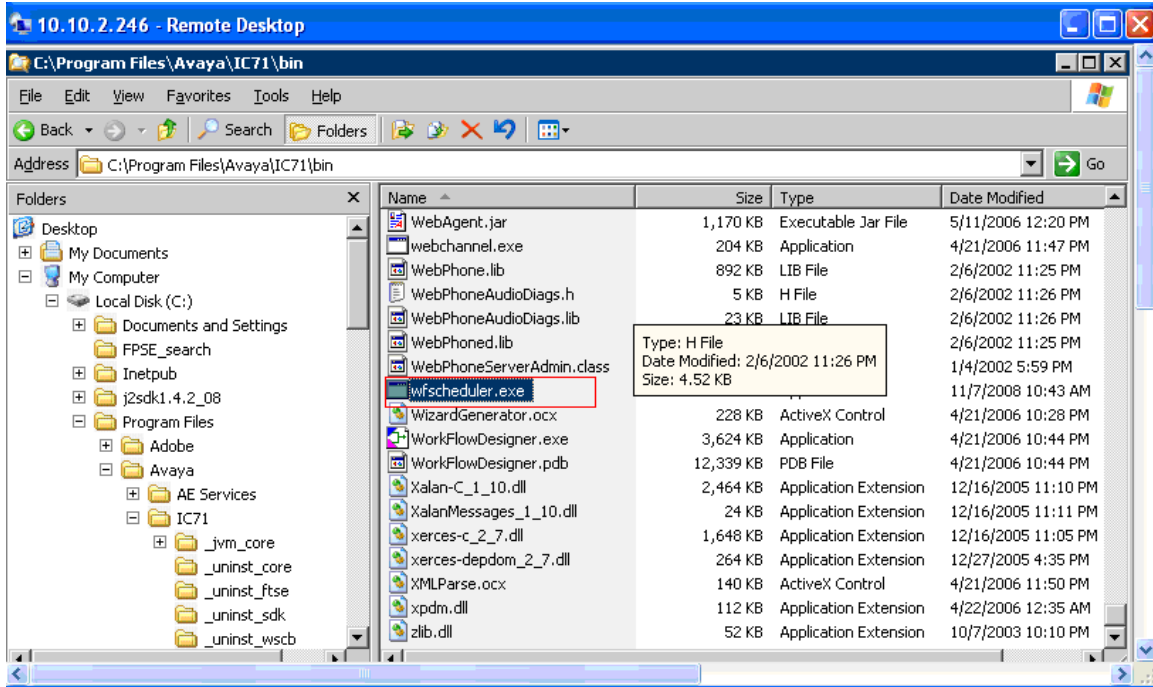 10.10.2.246 - Remote Desktop
C:\Program Files\Avaya\IC71\bin
File Edit View Favorites Tools Help
Back Search Folders
Address C:\Program Files\Avaya\IC71\bin Go
Folders
Desktop
My Documents
My Computer
Local Disk (C:)
Documents and Settings
FPSE_search
Inetpub
j2sdk1.4.2_08
Program Files
Adobe
Avaya
AE Services
IC71
_jvm_core
_uninst_core
_uninst_ftse
_uninst_sdk
_uninst_wscb
Name Size Type Date Modified
WebAgent.jar 1,170 KB Executable Jar File 5/11/2006 12:20 PM
webchannel.exe 204 KB Application 4/21/2006 11:47 PM
WebPhone.lib 892 KB LIB File 2/6/2002 11:25 PM
WebPhoneAudioDiags.h 5 KB H File 2/6/2002 11:26 PM
WebPhoneAudioDiags.lib 23 KB LIB File 2/6/2002 11:26 PM
WebPhoned.lib 2/6/2002 11:25 PM
WebPhoneServerAdmin.class 1/4/2002 5:59 PM
wfscheduler.exe 11/7/2008 10:43 AM
WizardGenerator.ocx 228 KB ActiveX Control 4/21/2006 10:28 PM
WorkFlowDesigner.exe 3,624 KB Application 4/21/2006 10:44 PM
WorkFlowDesigner.pdb 12,339 KB PDB File 4/21/2006 10:44 PM
Xalan-C_1_10.dll 2,464 KB Application Extension 12/16/2005 11:10 PM
XalanMessages_1_10.dll 24 KB Application Extension 12/16/2005 11:11 PM
xerces-c_2_7.dll 1,648 KB Application Extension 12/16/2005 11:05 PM
xerces-depdom_2_7.dll 264 KB Application Extension 12/27/2005 4:35 PM
XMLParse.ocx 140 KB ActiveX Control 4/21/2006 11:50 PM
xpdm.dll 112 KB Application Extension 4/22/2006 12:35 AM
zlib.dll 52 KB Application Extension 10/7/2003 10:10 PM
Type: H File
Date Modified: 2/6/2002 11:26 PM
Size: 4.52 KB